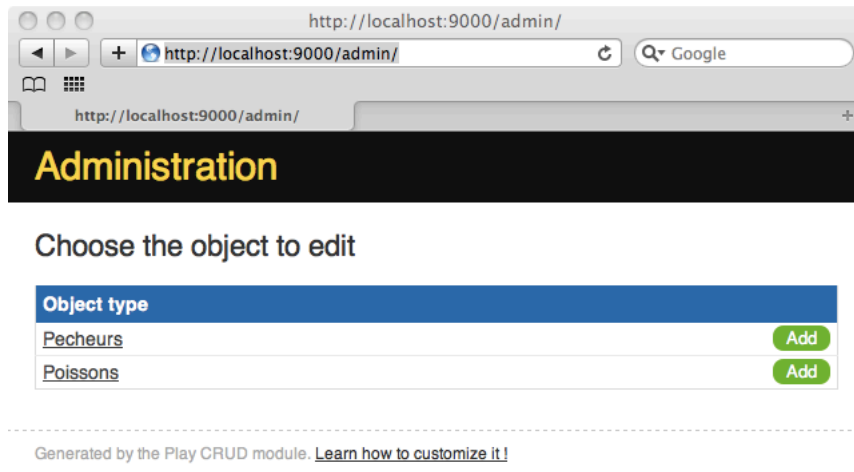 http://localhost:9000/admin/
http://localhost:9000/admin/ Google
http://localhost:9000/admin/
Administration
Choose the object to edit
Object type
Pecheurs Add
Poissons Add
Generated by the Play CRUD module. Learn how to customize it !